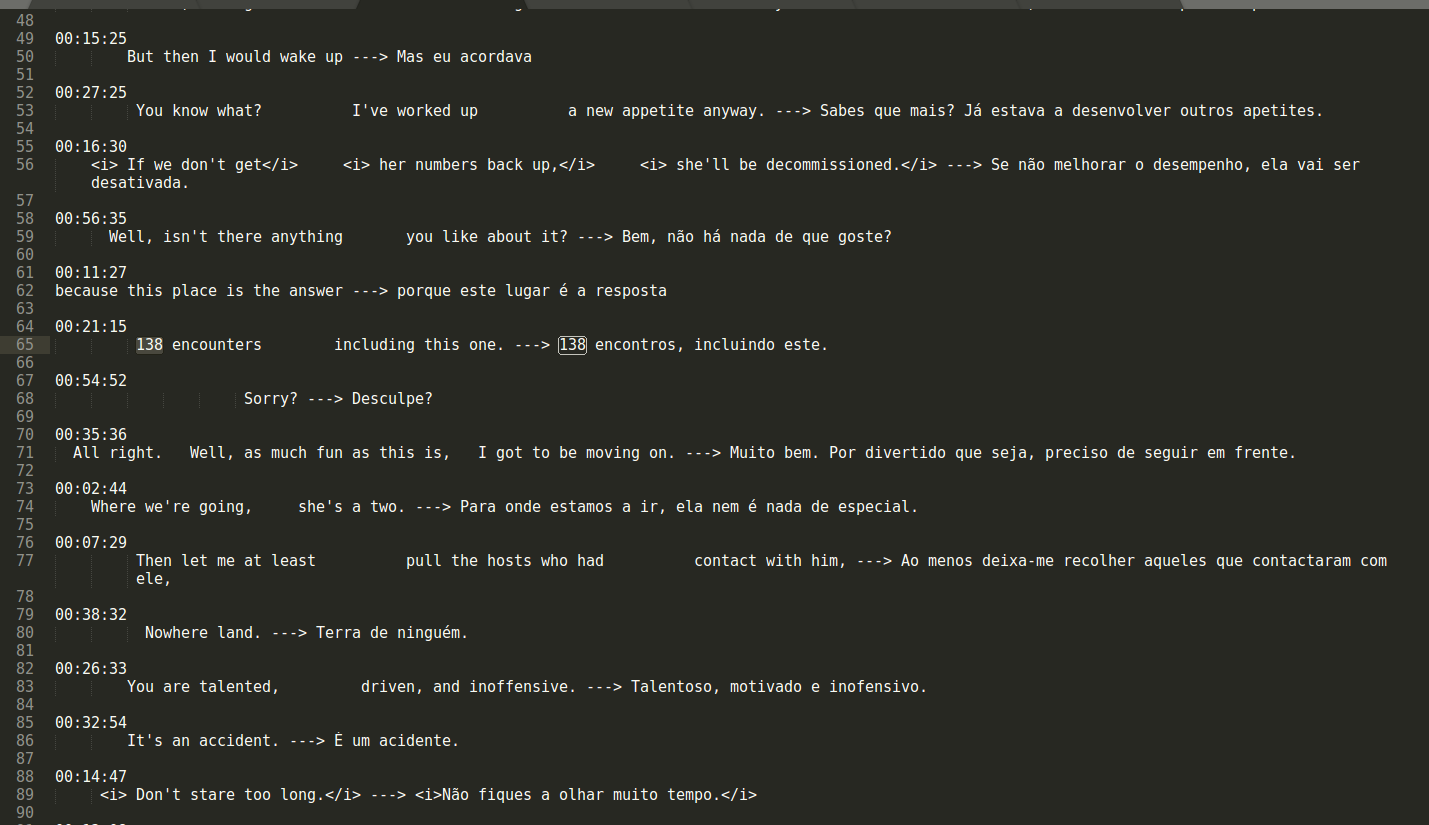 48
49 00:15:25
50 But then I would wake up ---> Mas eu acordava
51
52 00:27:25
53 You know what? I've worked up a new appetite anyway. ---> Sabes que mais? Já estava a desenvolver outros apetites.
54
55 00:16:30
56 <i> If we don't get</i> <i> her numbers back up,</i> <i> she'll be decommissioned.</i> ---> Se não melhorar o desempenho, ela vai ser
desativada.
57
58 00:56:35
59 Well, isn't there anything you like about it? ---> Bem, não há nada de que goste?
60
61 00:11:27
62 because this place is the answer ---> porque este lugar é a resposta
63
64 00:21:15
65 138 encounters including this one. ---> 138 encontros, incluindo este.
66
67 00:54:52
68 Sorry? ---> Desculpe?
69
70 00:35:36
71 All right. Well, as much fun as this is, I got to be moving on. ---> Muito bem. Por divertido que seja, preciso de seguir em frente.
72
73 00:02:44
74 Where we're going, she's a two. ---> Para onde estamos a ir, ela nem é nada de especial.
75
76 00:07:29
77 Then let me at least pull the hosts who had contact with him, ---> Ao menos deixa-me recolher aqueles que contactaram com
ele,
78
79 00:38:32
80 Nowhere land. ---> Terra de ninguém.
81
82 00:26:33
83 You are talented, driven, and inoffensive. ---> Talentoso, motivado e inofensivo.
84
85 00:32:54
86 It's an accident. ---> É um acidente.
87
88 00:14:47
89 <i> Don't stare too long.</i> ---> <i>Não fiques a olhar muito tempo.</i>
90